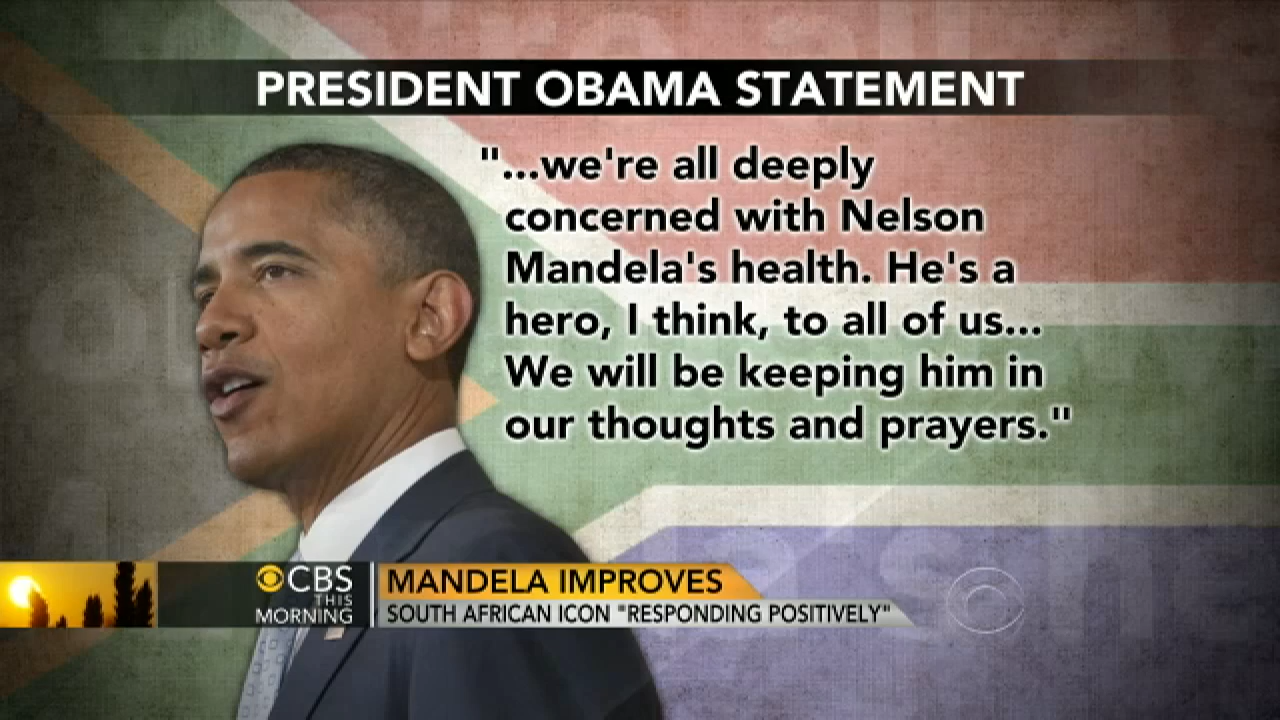 PRESIDENT OBAMA STATEMENT
"...we're all deeply
concerned with Nelson
Mandela's health. He's a
hero, I think, to all of us...
We will be keeping him in
our thoughts and prayers."
CBS
THIS
MORNING
MANDELA IMPROVES
SOUTH AFRICAN ICON "RESPONDING POSITIVELY"